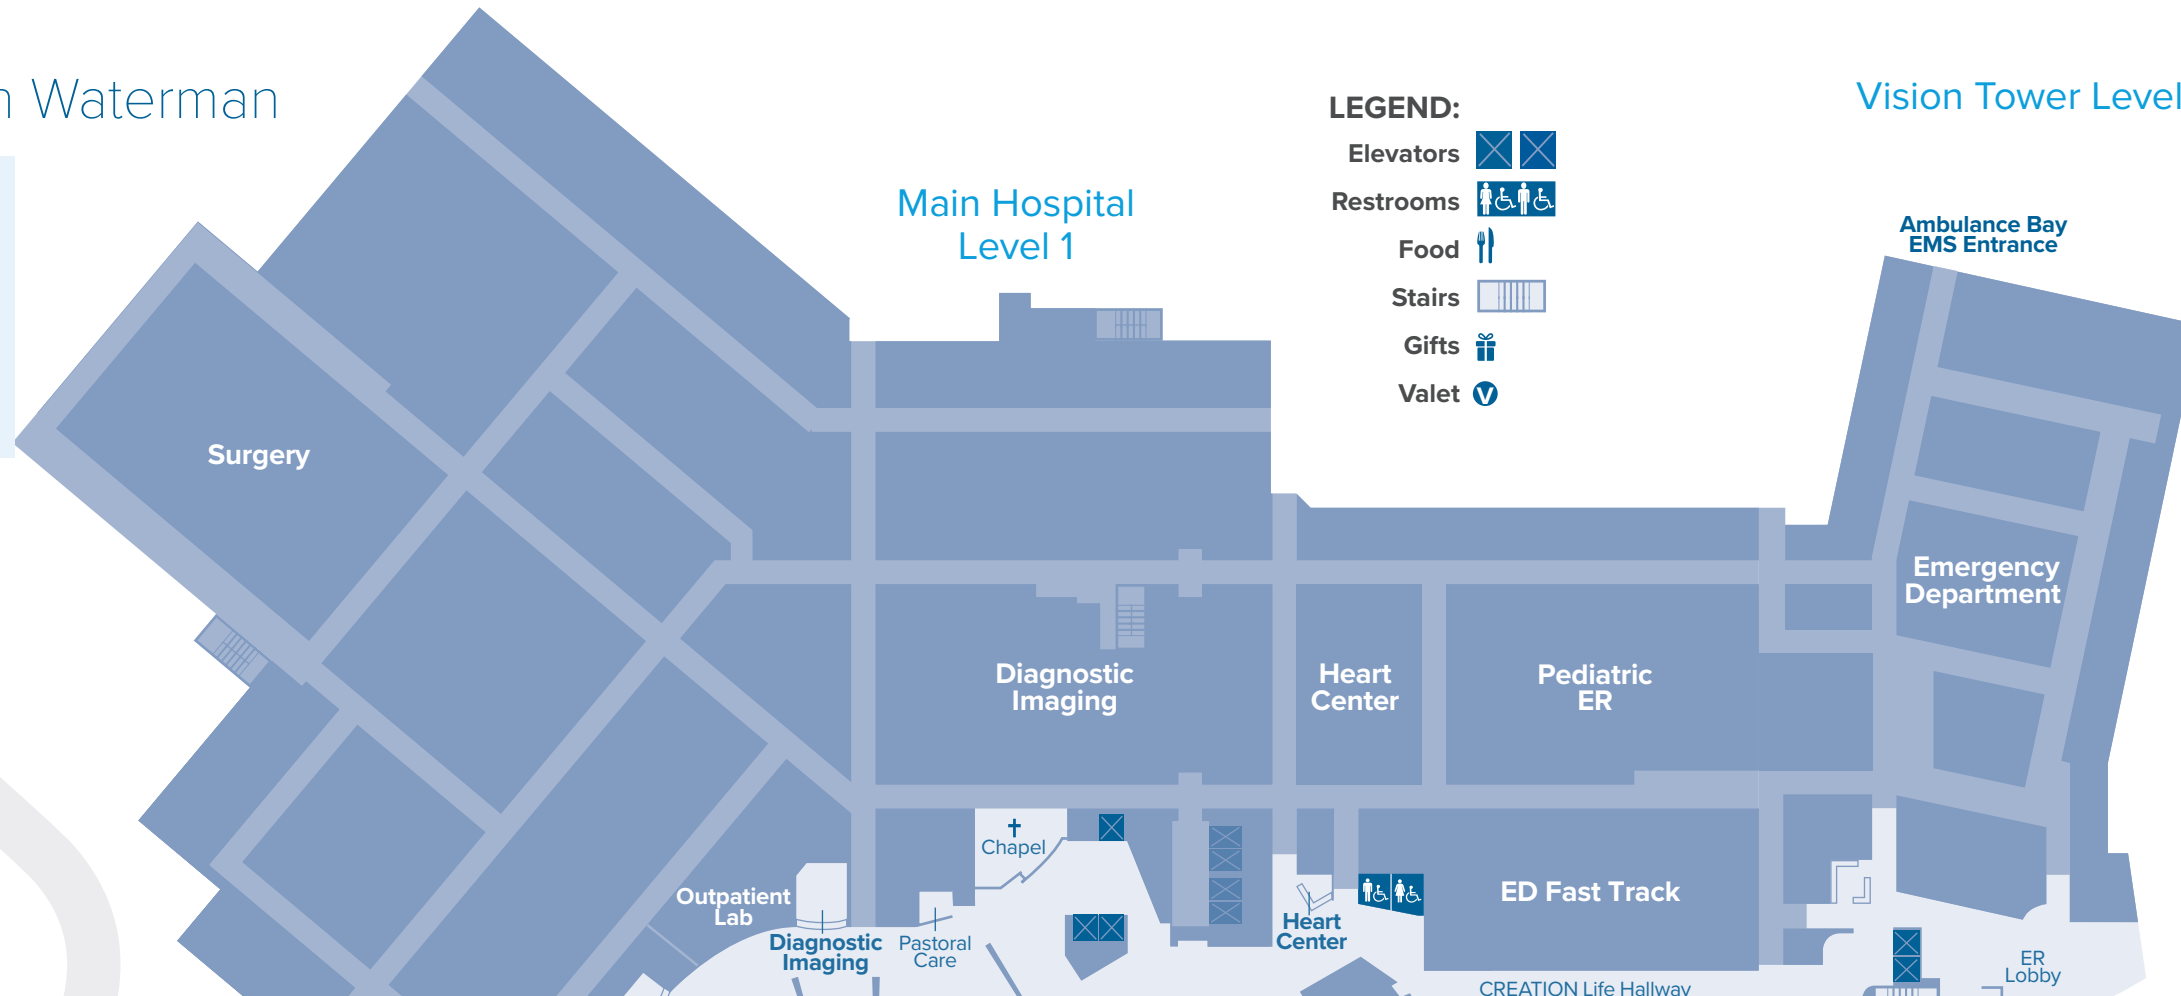 n Waterman
Main Hospital
Level 1
LEGEND:
Elevators
Restrooms
Food
Stairs
Gifts
Valet
V
Vision Tower Level
Ambulance Bay
EMS Entrance
Surgery
Emergency
Department
Diagnostic
Imaging
Heart
Center
Pediatric
ER
Chapel
Outpatient
Lab
Diagnostic
Imaging
Pastoral
Care
Heart
Center
ED Fast Track
ER
Lobby
CREATION Life Hallway